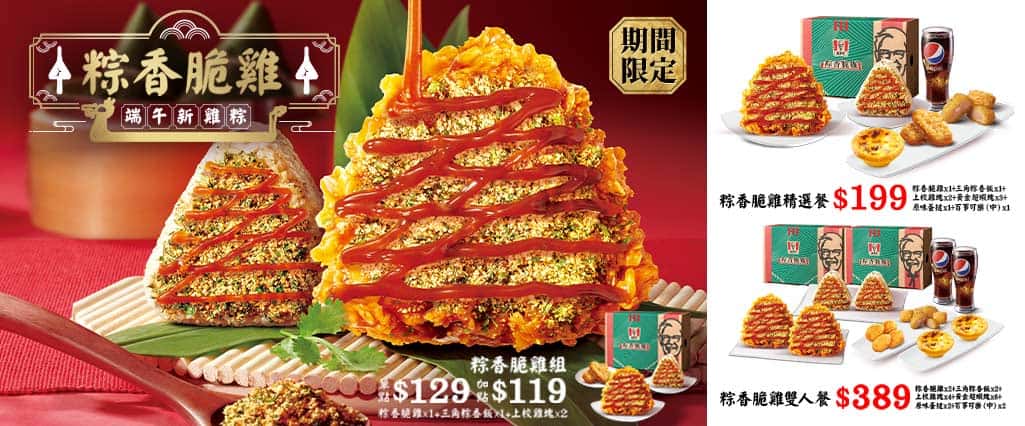 粽香脆雞
端午新雞粽
期間
限定
粽香脆雞組
單點 $129 加點 $119
粽香脆雞x1+三角粽香飯x1+上校雞塊x2
粽香脆雞精選餐 $199
粽香脆雞x1+三角粽香飯x1+
上校雞塊x2+黃金超蝦塊x3+
原味蛋撻x1+百事可樂(中)x1
粽香脆雞雙人餐 $389
粽香脆雞x2+三角粽香飯x2+
上校雞塊x4+黃金超蝦塊x6+
原味蛋撻x2+百事可樂(中)x2